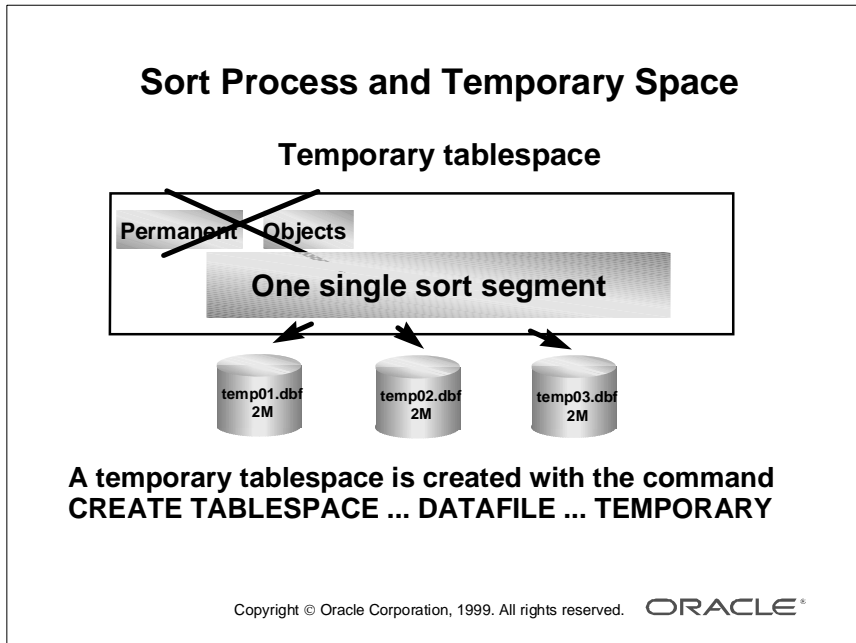 Sort Process and Temporary Space
Temporary tablespace
Permanent Objects
One single sort segment
temp01.dbf
2M
temp02.dbf
2M
temp03.dbf
2M
A temporary tablespace is created with the command
CREATE TABLESPACE ... DATAFILE ... TEMPORARY
Copyright © Oracle Corporation, 1999. All rights reserved. ORACLE®